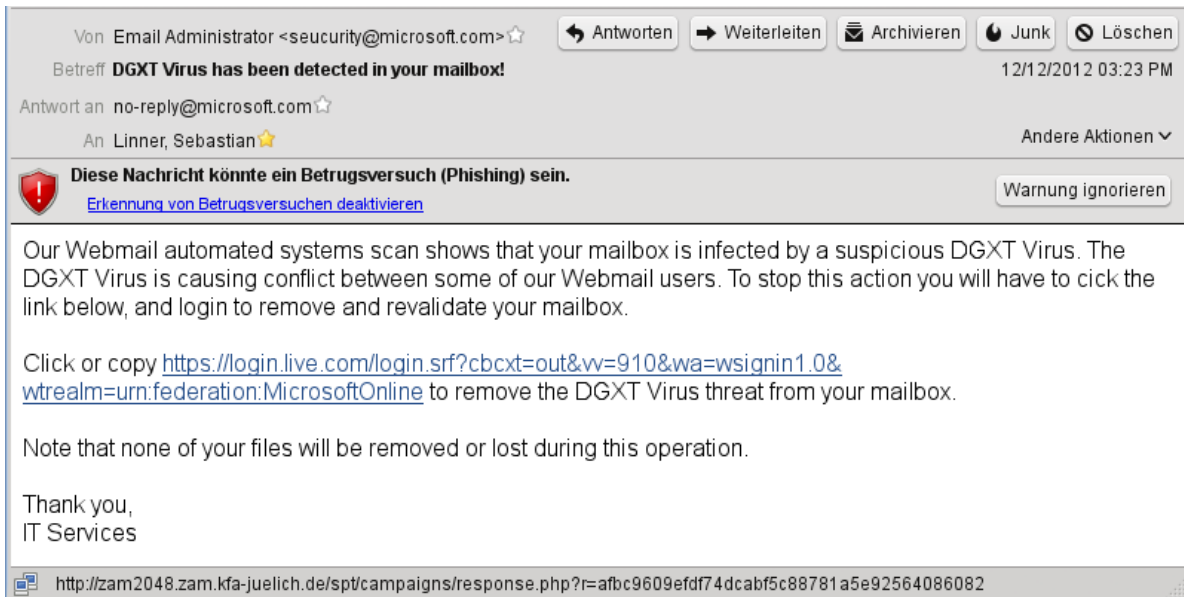 Von Email Administrator <seucurity@microsoft.com> Antworten Weiterleiten Archivieren Junk Löschen
Betreff DGXT Virus has been detected in your mailbox! 12/12/2012 03:23 PM
Antwort an no-reply@microsoft.com
An Linner, Sebastian Andere Aktionen
Diese Nachricht könnte ein Betrugsversuch (Phishing) sein.
Erkennung von Betrugsversuchen deaktivieren Warnung ignorieren
Our Webmail automated systems scan shows that your mailbox is infected by a suspicious DGXT Virus. The
DGXT Virus is causing conflict between some of our Webmail users. To stop this action you will have to cick the
link below, and login to remove and revalidate your mailbox.
Click or copy https://login.live.com/login.srf?cbcxt=out&vv=910&wa=wsignin1.0&
wtrealm=urn:federation:MicrosoftOnline to remove the DGXT Virus threat from your mailbox.
Note that none of your files will be removed or lost during this operation.
Thank you,
IT Services
http://zam2048.zam.kfa-juelich.de/spt/campaigns/response.php?r=afbc9609efdf74dcabf5c88781a5e92564086082